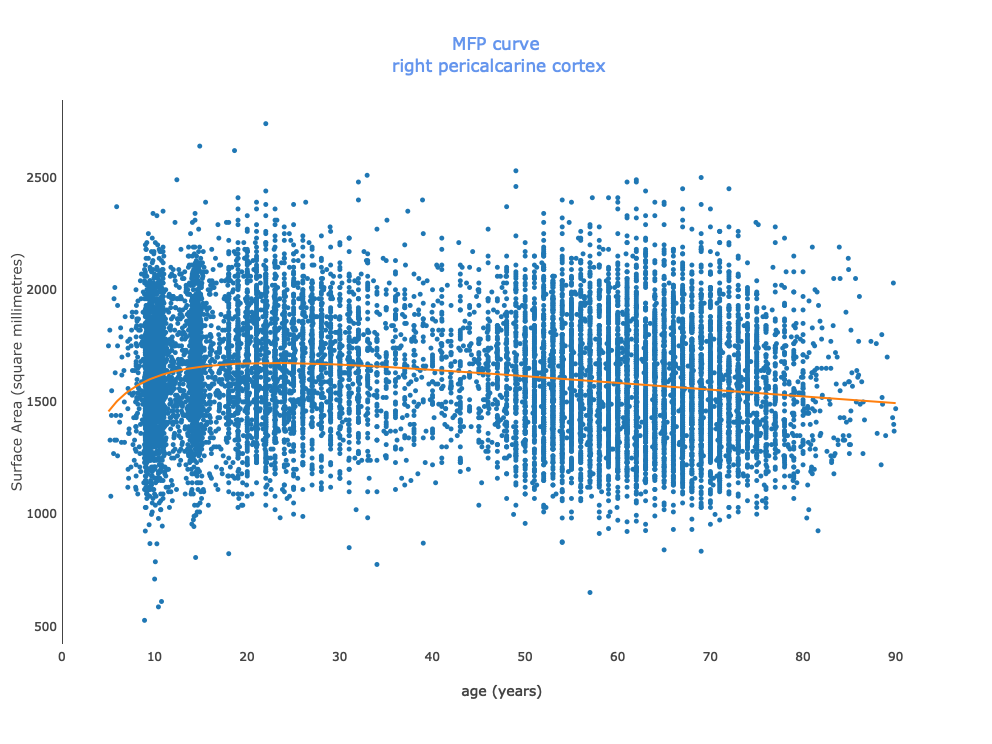 MFP curve
right pericalcarine cortex
Surface Area (square millimetres)
2500
2000
1500
1000
500
0 10 20 30 40 50 60 70 80 90
age (years)